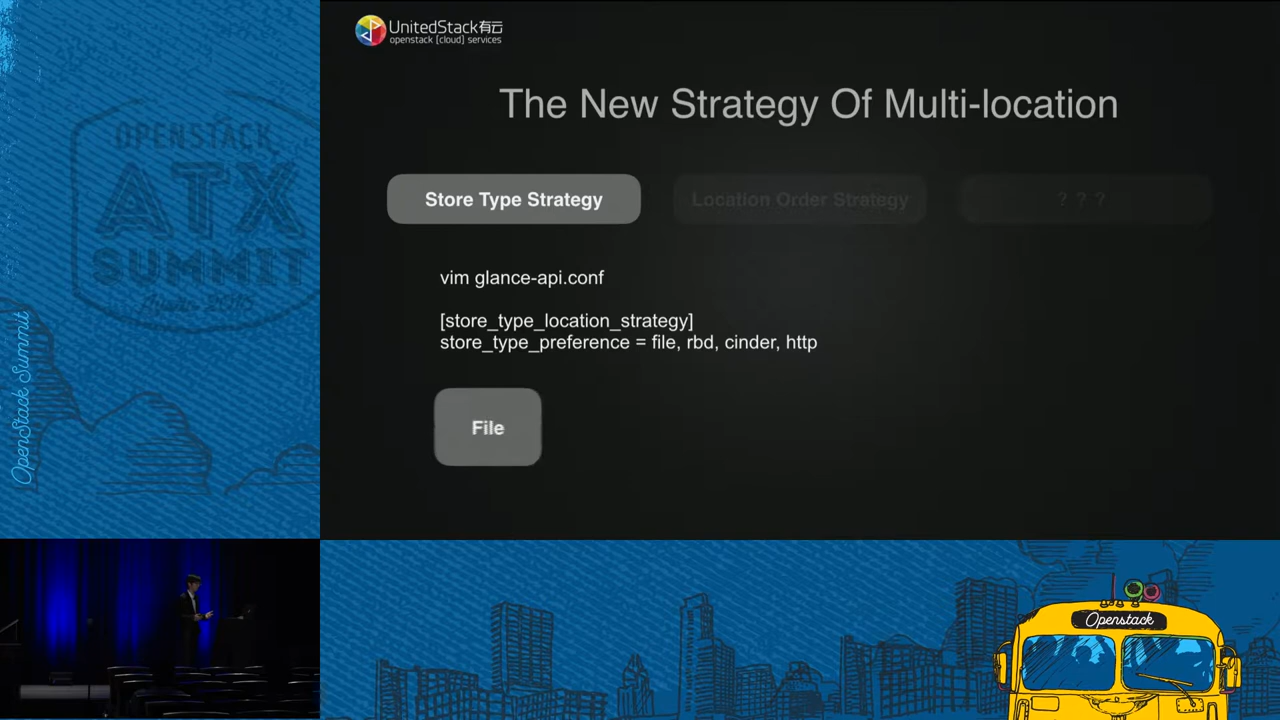 UnitedStack有云
openstack [cloud] services
The New Strategy Of Multi-location
Store Type Strategy
Location Order Strategy
? ? ?
vim glance-api.conf
[store_type_location_strategy]
store_type_preference = file, rbd, cinder, http
File
OPENSTACK
ATX
SUMMIT
OpenStack Summit
Openstack